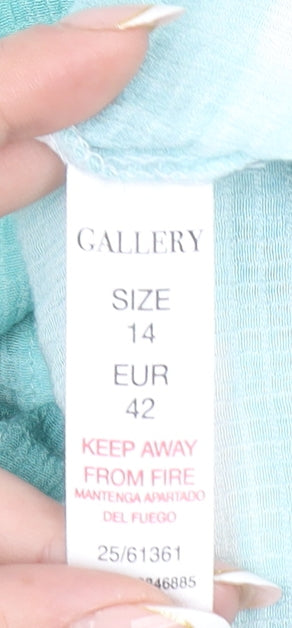 GALLERY
SIZE
14
EUR
42
KEEP AWAY
FROM FIRE
MANTENGA APARTADO
DEL FUEGO
25/61361